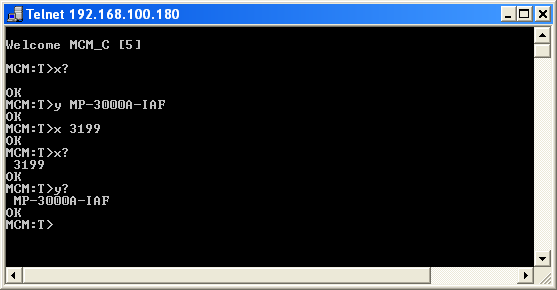 Telnet 192.168.100.180
Welcome MCM_C [5]
MCM:T>x?
OK
MCM:T>y MP-3000A-IAF
OK
MCM:T>x 3199
OK
MCM:T>x?
3199
OK
MCM:T>y?
MP-3000A-IAF
OK
MCM:T>